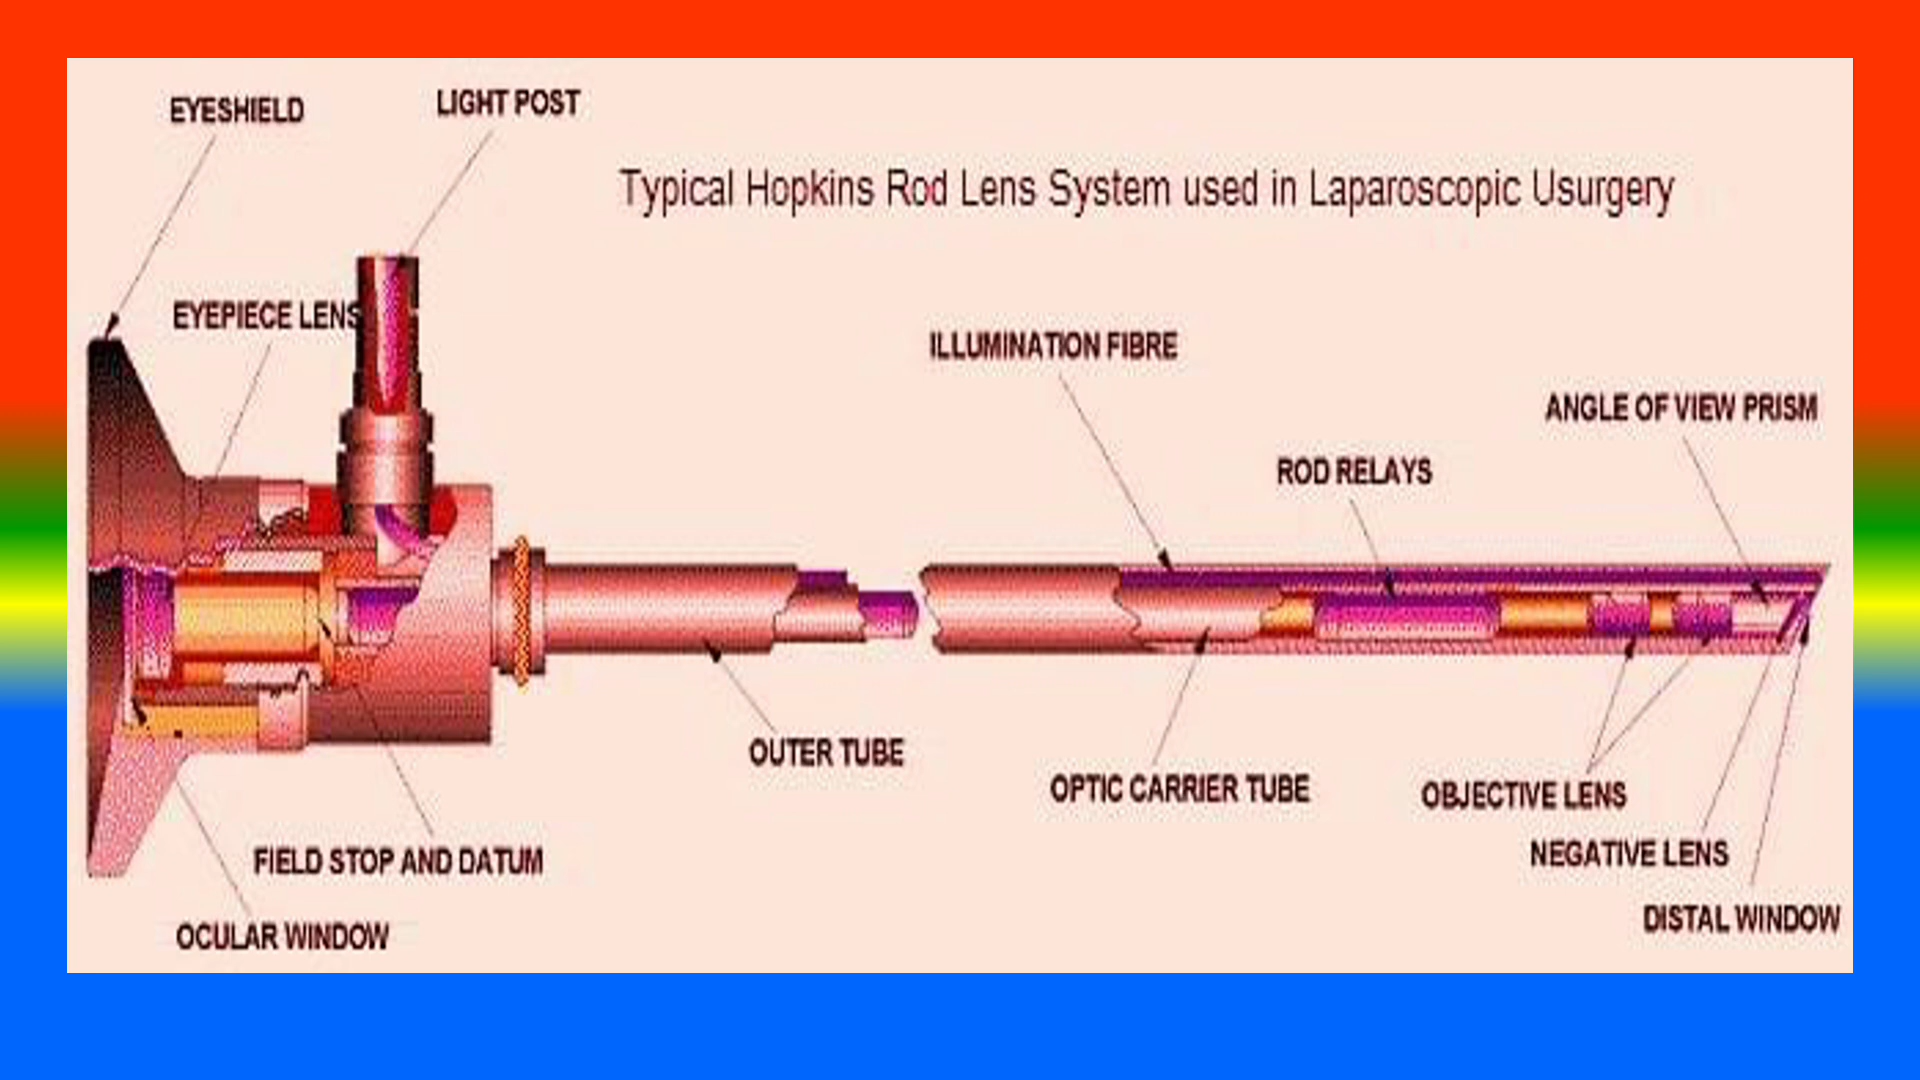 EYESHIELD
LIGHT POST
Typical Hopkins Rod Lens System used in Laparoscopic Usurgery
EYEPIECE LENS
ILLUMINATION FIBRE
ANGLE OF VIEW PRISM
ROD RELAYS
OUTER TUBE
OPTIC CARRIER TUBE
OBJECTIVE LENS
NEGATIVE LENS
FIELD STOP AND DATUM
DISTAL WINDOW
OCULAR WINDOW